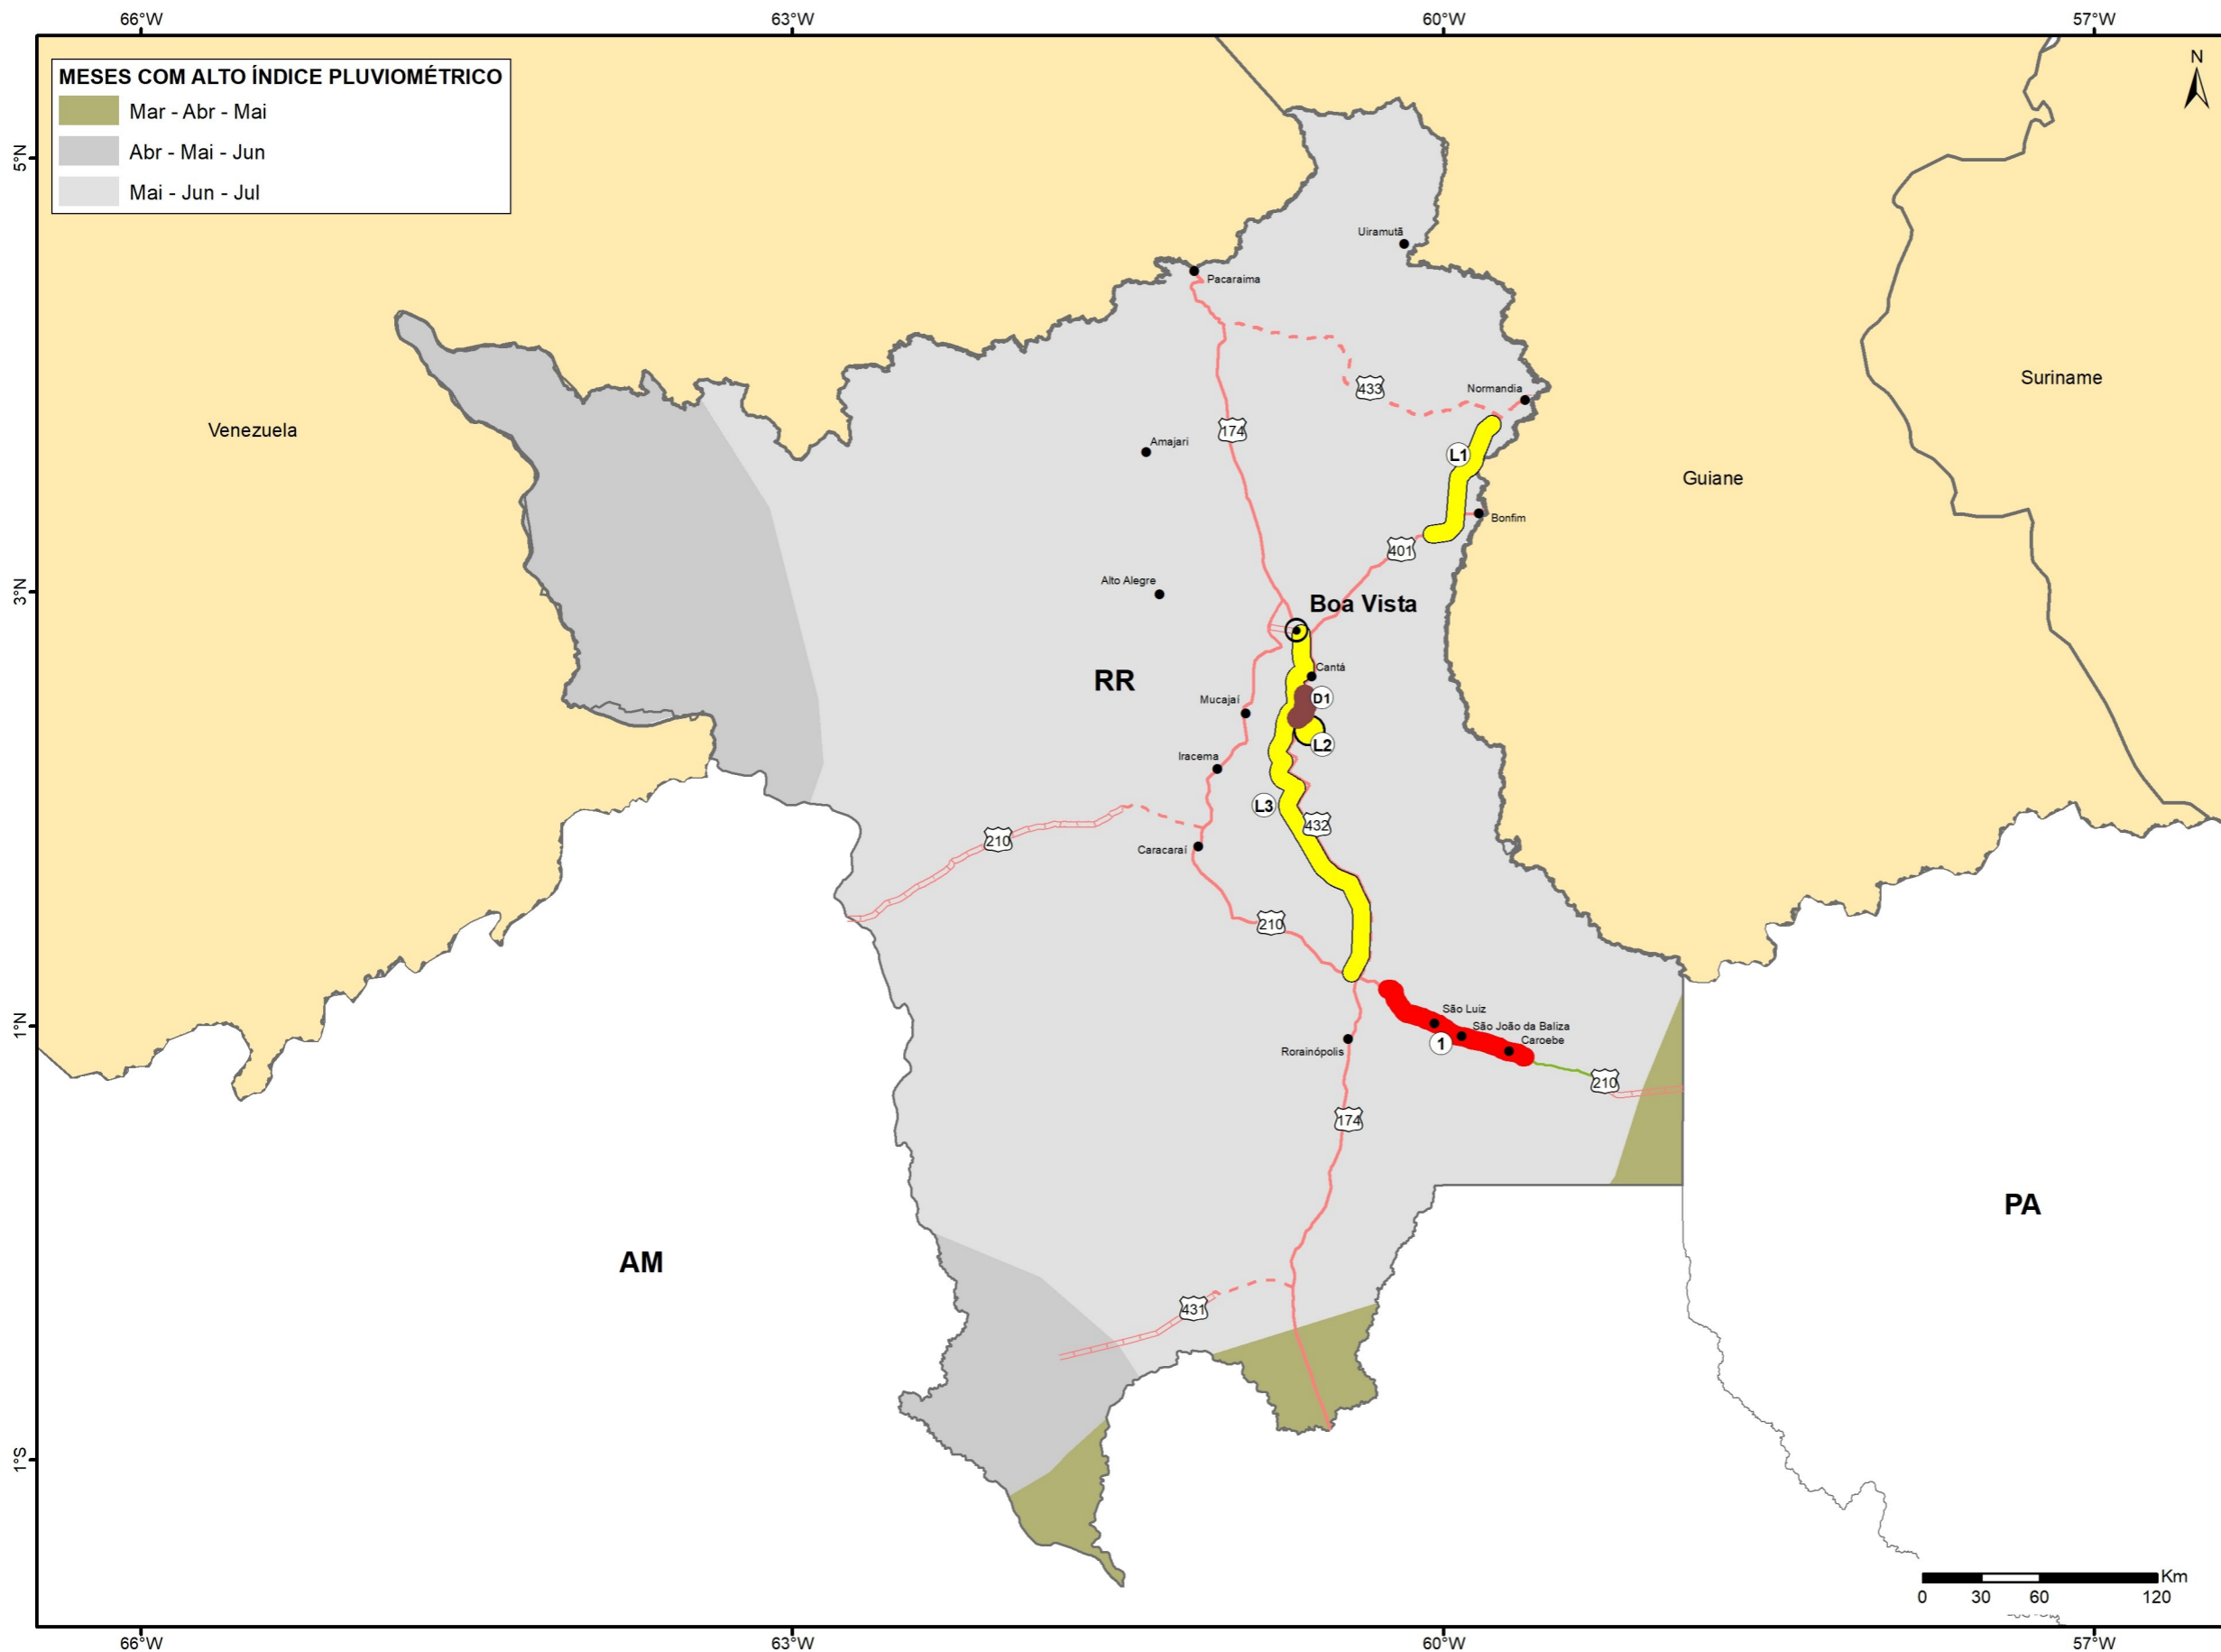 66°W
63°W
60°W
57°W
N
MESES COM ALTO ÍNDICE PLUVIOMÉTRICO
Mar - Abr - Mai
Abr - Mai - Jun
Mai - Jun - Jul
5°N
Uiramutã
Pacaraima
Suriname
433
Normandia
Venezuela
174
Amajari
L1
Guiane
Bonfim
401
3°N
Alto Alegre
Boa Vista
Cantá
RR
Mucajaí
D1
L2
Iracema
L3
432
210
Caracaraí
210
São Luiz
1°N
São João da Baliza
1
Caroebe
Rorainópolis
210
174
PA
AM
431
1°S
Km
0
30
60
120
66°W
63°W
60°W
57°W